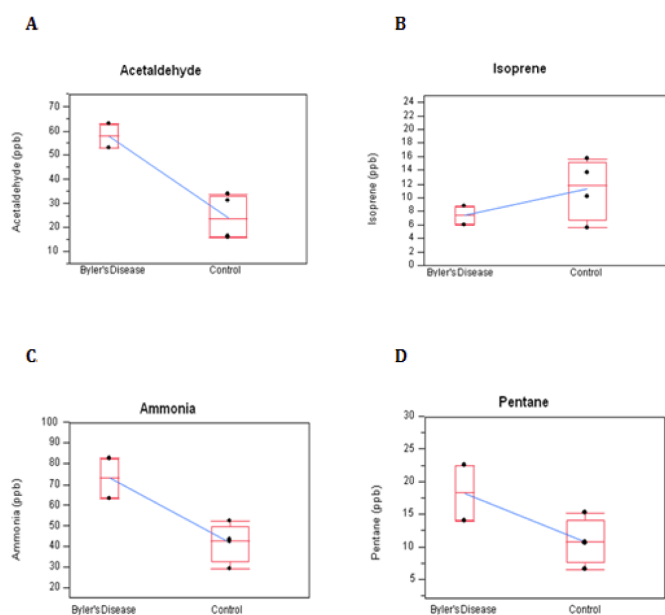 A
Acetaldehyde
Acetaldehyde (ppb)
70
60
50
40
30
20
10
Byler's Disease Control
B
Isoprene
Isoprene (ppb)
24
22
20
18
16
14
12
10
8
6
4
2
0
Byler's Disease Control
C
Ammonia
Ammonia (ppb)
100
90
80
70
60
50
40
30
20
Byler's Disease Control
D
Pentane
Pentane (ppb)
30
25
20
15
10
5
0
Byler's Disease Control